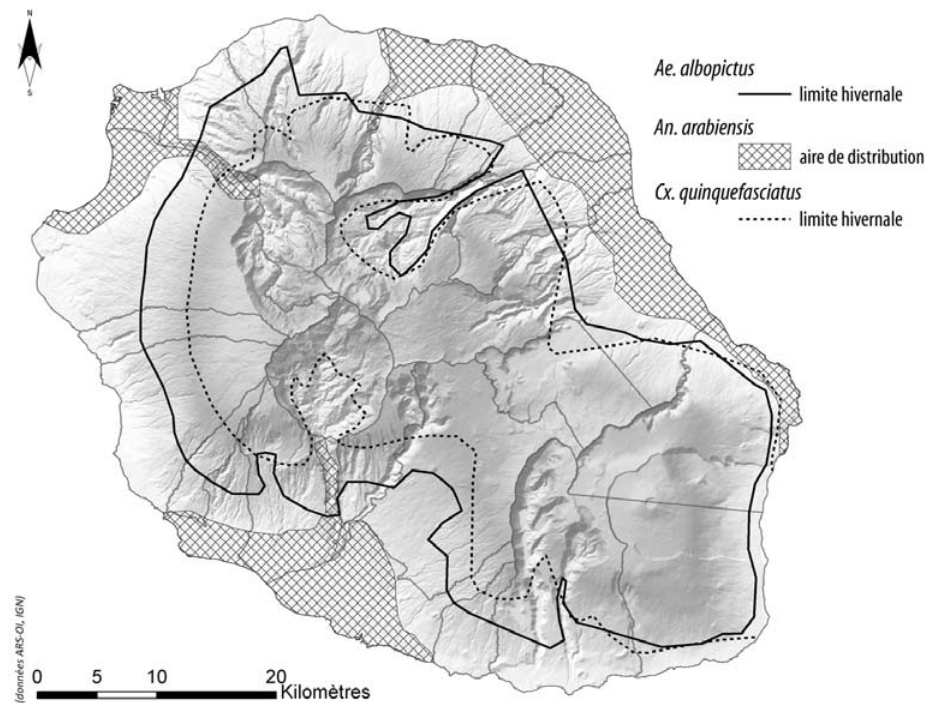 N
S
Ae. albopictus
limite hivernale
An. arabiensis
aire de distribution
Cx. quinquefasciatus
limite hivernale
(données ARS-OI, IGN)
0 5 10 20 Kilomètres